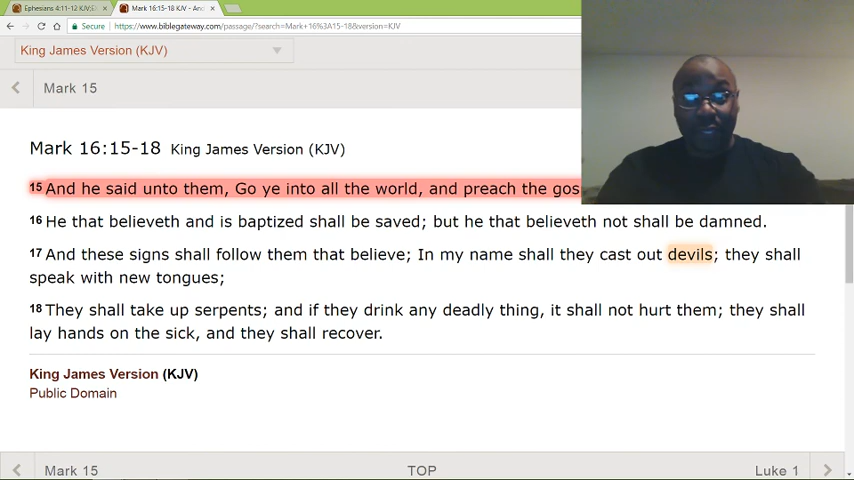 Ephesians 4:11-12 KJV;E
Mark 16:15-18 KJV - And
Secure
https://www.biblegateway.com/passage/?search=Mark+16%3A15-18&version=KJV
King James Version (KJV)
Mark 15
Mark 16:15-18 King James Version (KJV)
15 And he said unto them, Go ye into all the world, and preach the gos
16 He that believeth and is baptized shall be saved; but he that believeth not shall be damned.
17 And these signs shall follow them that believe; In my name shall they cast out devils; they shall
speak with new tongues;
18 They shall take up serpents; and if they drink any deadly thing, it shall not hurt them; they shall
lay hands on the sick, and they shall recover.
King James Version (KJV)
Public Domain
Mark 15 TOP Luke 1